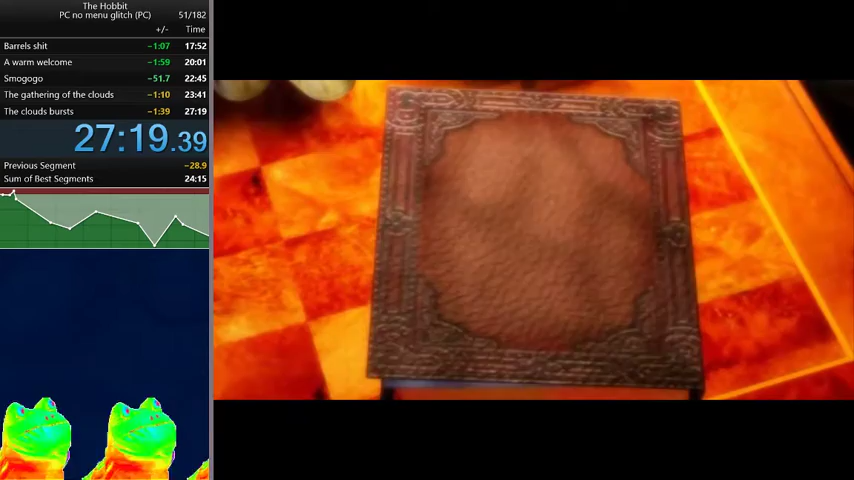 The Hobbit
PC no menu glitch (PC) 51/182
+/- Time
Barrels shit −1:07 17:52
A warm welcome −1:59 20:01
Smogogo −51.7 22:45
The gathering of the clouds −1:10 23:41
The clouds bursts −1:39 27:19
27:19.39
Previous Segment −28.9
Sum of Best Segments 24:15